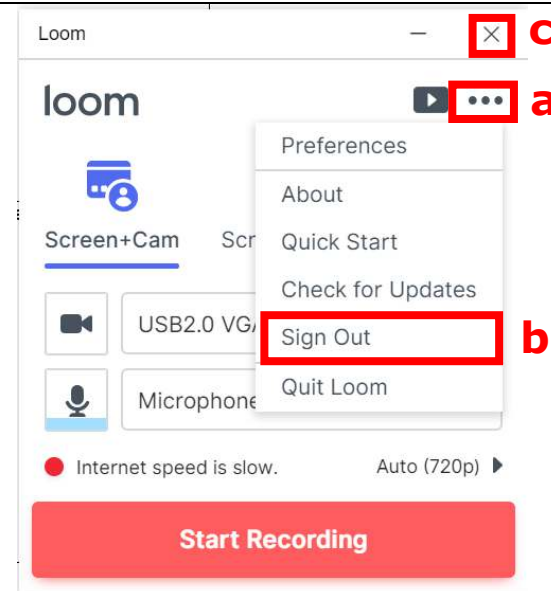 Loom
c
loom
a
Preferences
About
Screen+Cam Scr Quick Start
Check for Updates
USB2.0 VGA Sign Out
b
Microphone Quit Loom
Internet speed is slow. Auto (720p)
Start Recording